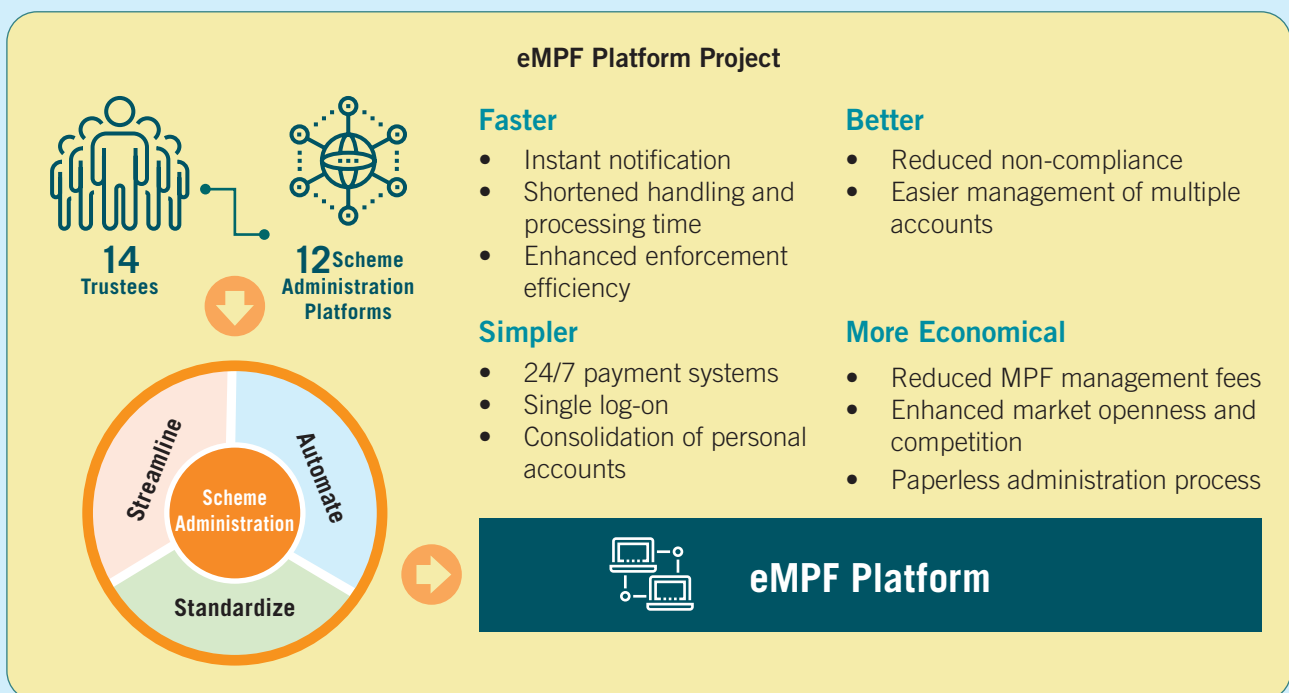 eMPF Platform Project
14
Trustees
12 Scheme
Administration
Platforms
Streamline
Automate
Standardize
Scheme
Administration
Faster
• Instant notification
• Shortened handling and
processing time
• Enhanced enforcement
efficiency
Better
• Reduced non-compliance
• Easier management of multiple
accounts
Simpler
• 24/7 payment systems
• Single log-on
• Consolidation of personal
accounts
More Economical
• Reduced MPF management fees
• Enhanced market openness and
competition
• Paperless administration process
eMPF Platform